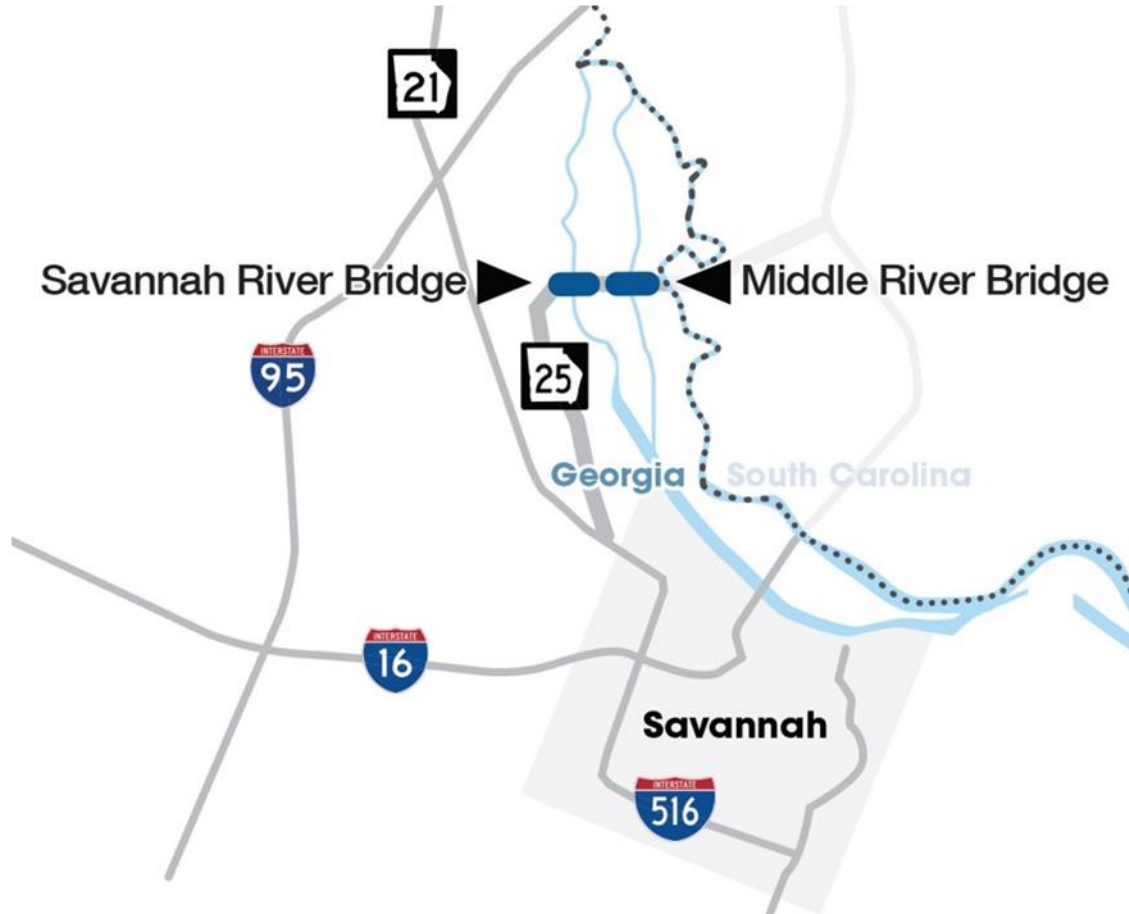 21
Savannah River Bridge
Middle River Bridge
INTERSTATE
95
25
Georgia
South Carolina
INTERSTATE
16
Savannah
INTERSTATE
516